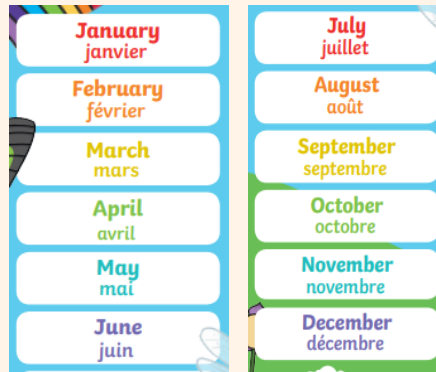 January
janvier
February
février
March
mars
April
avril
May
mai
June
juin
July
juillet
August
août
September
septembre
October
octobre
November
novembre
December
décembre